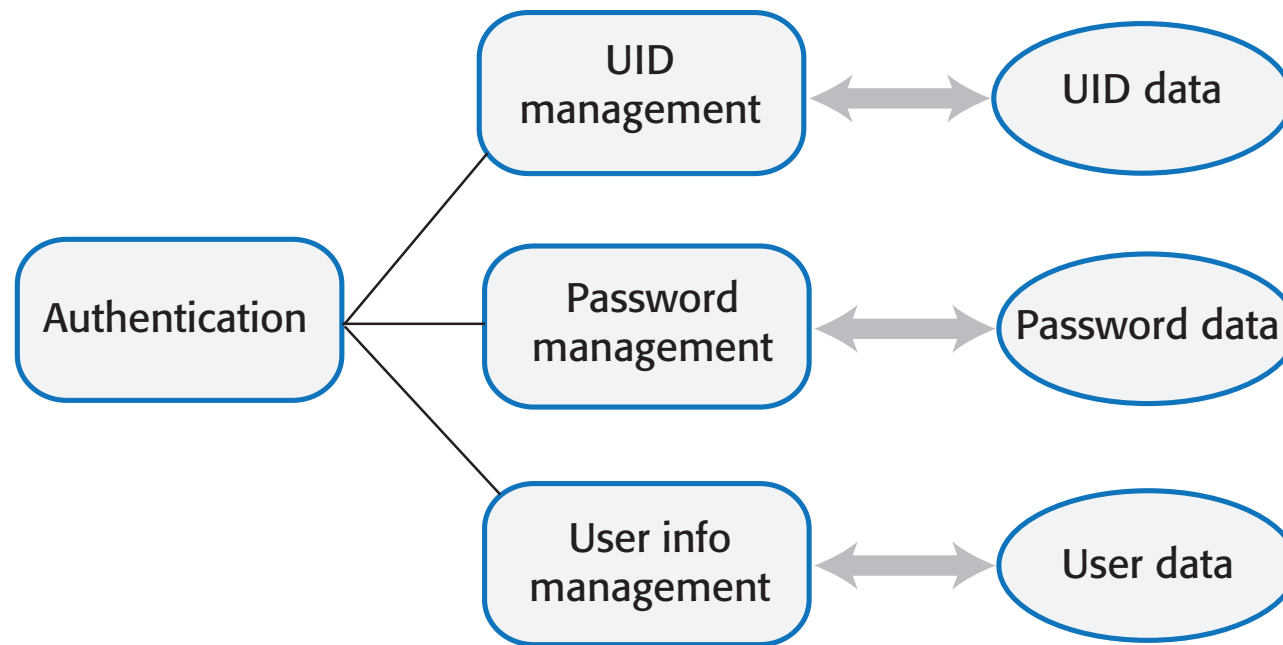 UID
management
UID data
Authentication
Password
management
Password data
User info
management
User data